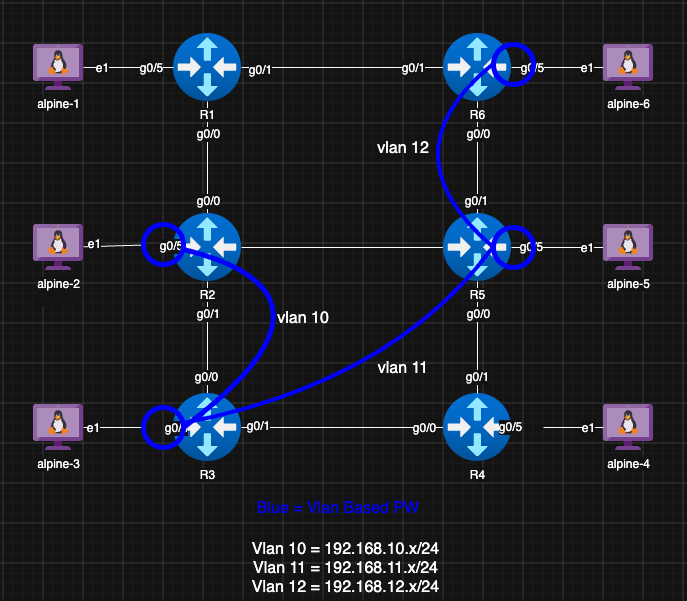 e1 g0/5 g0/1 g0/1 g0/5 e1
alpine-1 R1 R6 alpine-6
g0/0 g0/0
vlan 12
g0/0 g0/1
e1 g0/5 g0/5 e1
alpine-2 R2 R5 alpine-5
g0/1 vlan 10 g0/0
vlan 11
g0/0 g0/1
e1 g0/ g0/1 g0/0 g0/5 e1
alpine-3 R3 R4 alpine-4
Blue = Vlan Based PW
Vlan 10 = 192.168.10.x/24
Vlan 11 = 192.168.11.x/24
Vlan 12 = 192.168.12.x/24